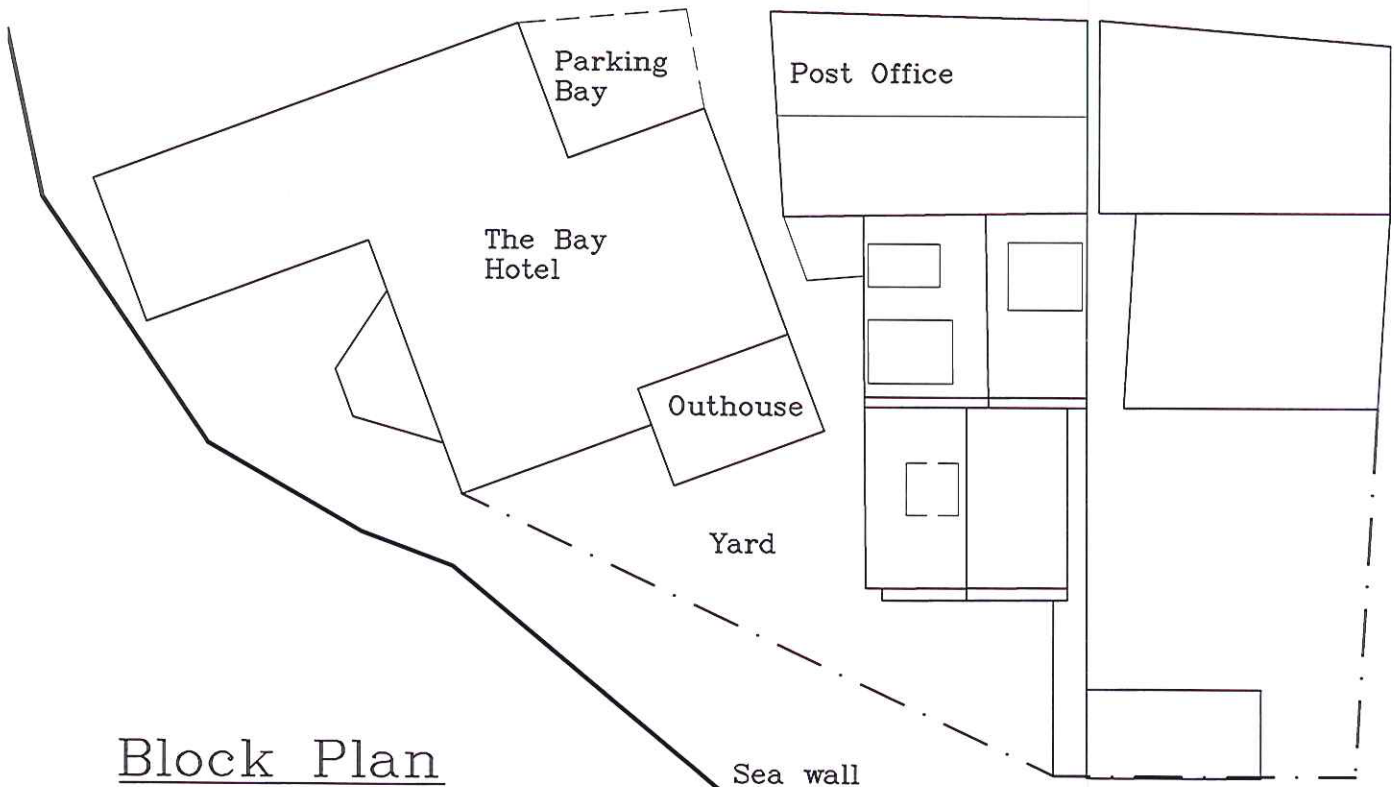 Parking
Bay
Post Office
The Bay
Hotel
Outhouse
Yard
Block Plan
Sea wall